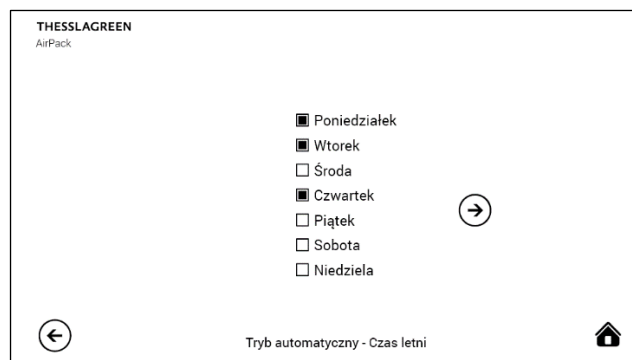 THESSLAGREEN
AirPack
Poniedziałek
Wtorek
Środa
Czwartek
Piątek
Sobota
Niedziela
Tryb automatyczny - Czas letni